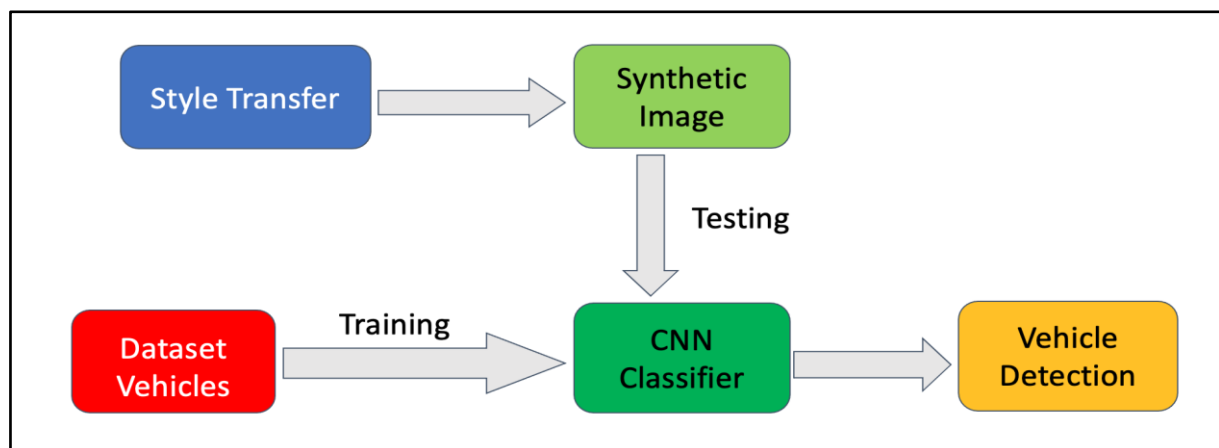 Style Transfer
Synthetic
Image
Testing
Training
Dataset
Vehicles
CNN
Classifier
Vehicle
Detection